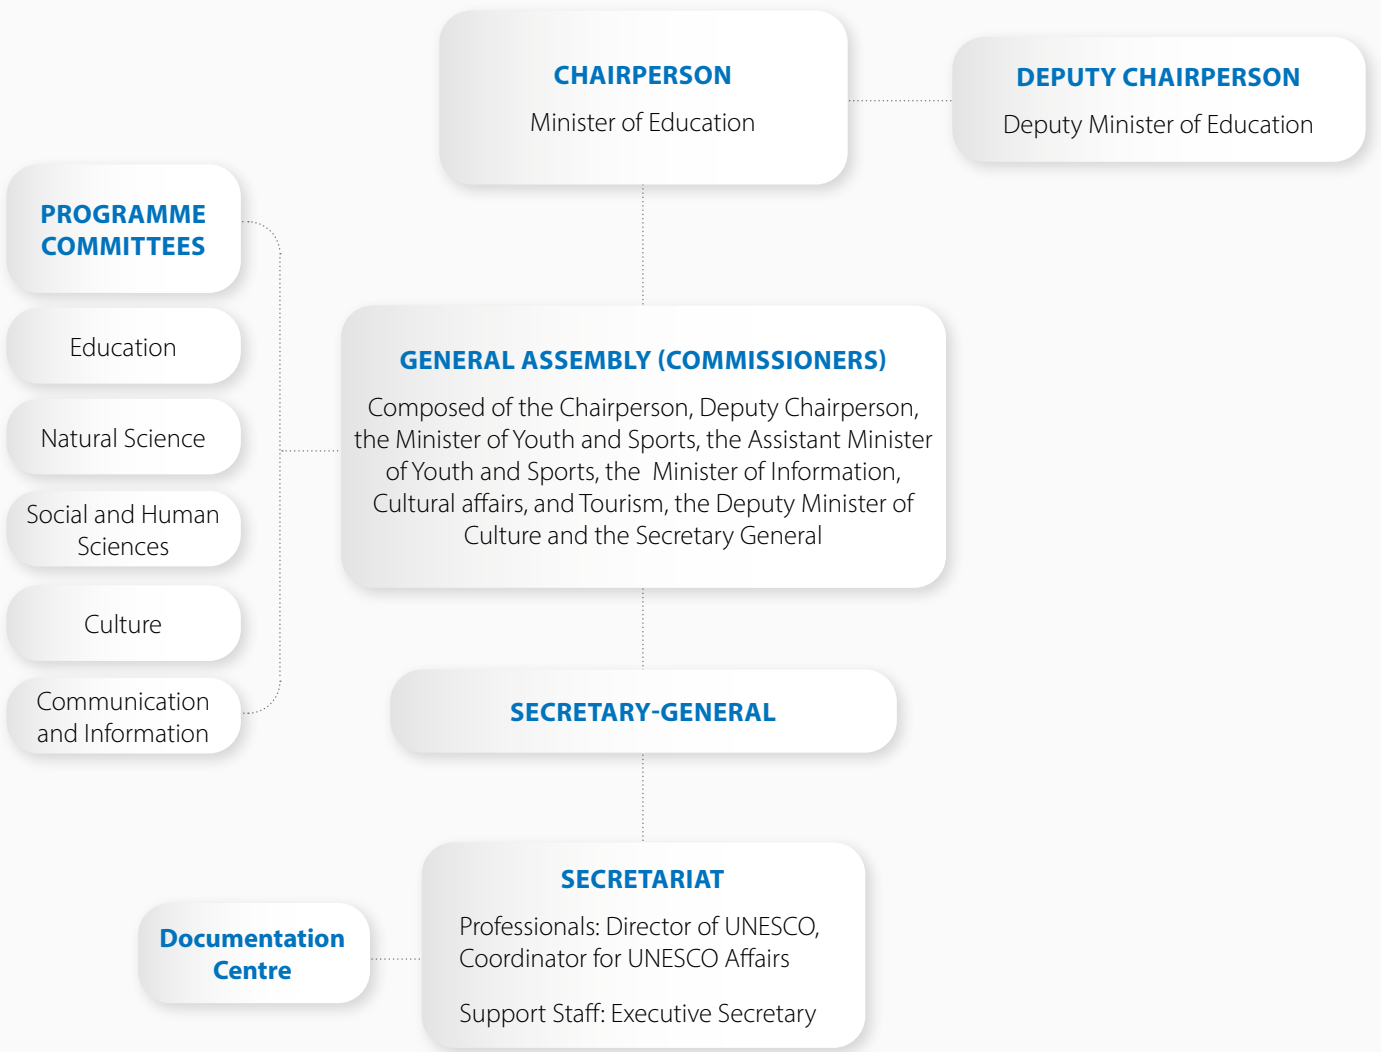 CHAIRPERSON
Minister of Education
DEPUTY CHAIRPERSON
Deputy Minister of Education
PROGRAMME
COMMITTEES
Education
Natural Science
Social and Human
Sciences
Culture
Communication
and Information
GENERAL ASSEMBLY (COMMISSIONERS)
Composed of the Chairperson, Deputy Chairperson,
the Minister of Youth and Sports, the Assistant Minister
of Youth and Sports, the Minister of Information,
Cultural affairs, and Tourism, the Deputy Minister of
Culture and the Secretary General
SECRETARY-GENERAL
SECRETARIAT
Professionals: Director of UNESCO,
Coordinator for UNESCO Affairs
Support Staff: Executive Secretary
Documentation
Centre